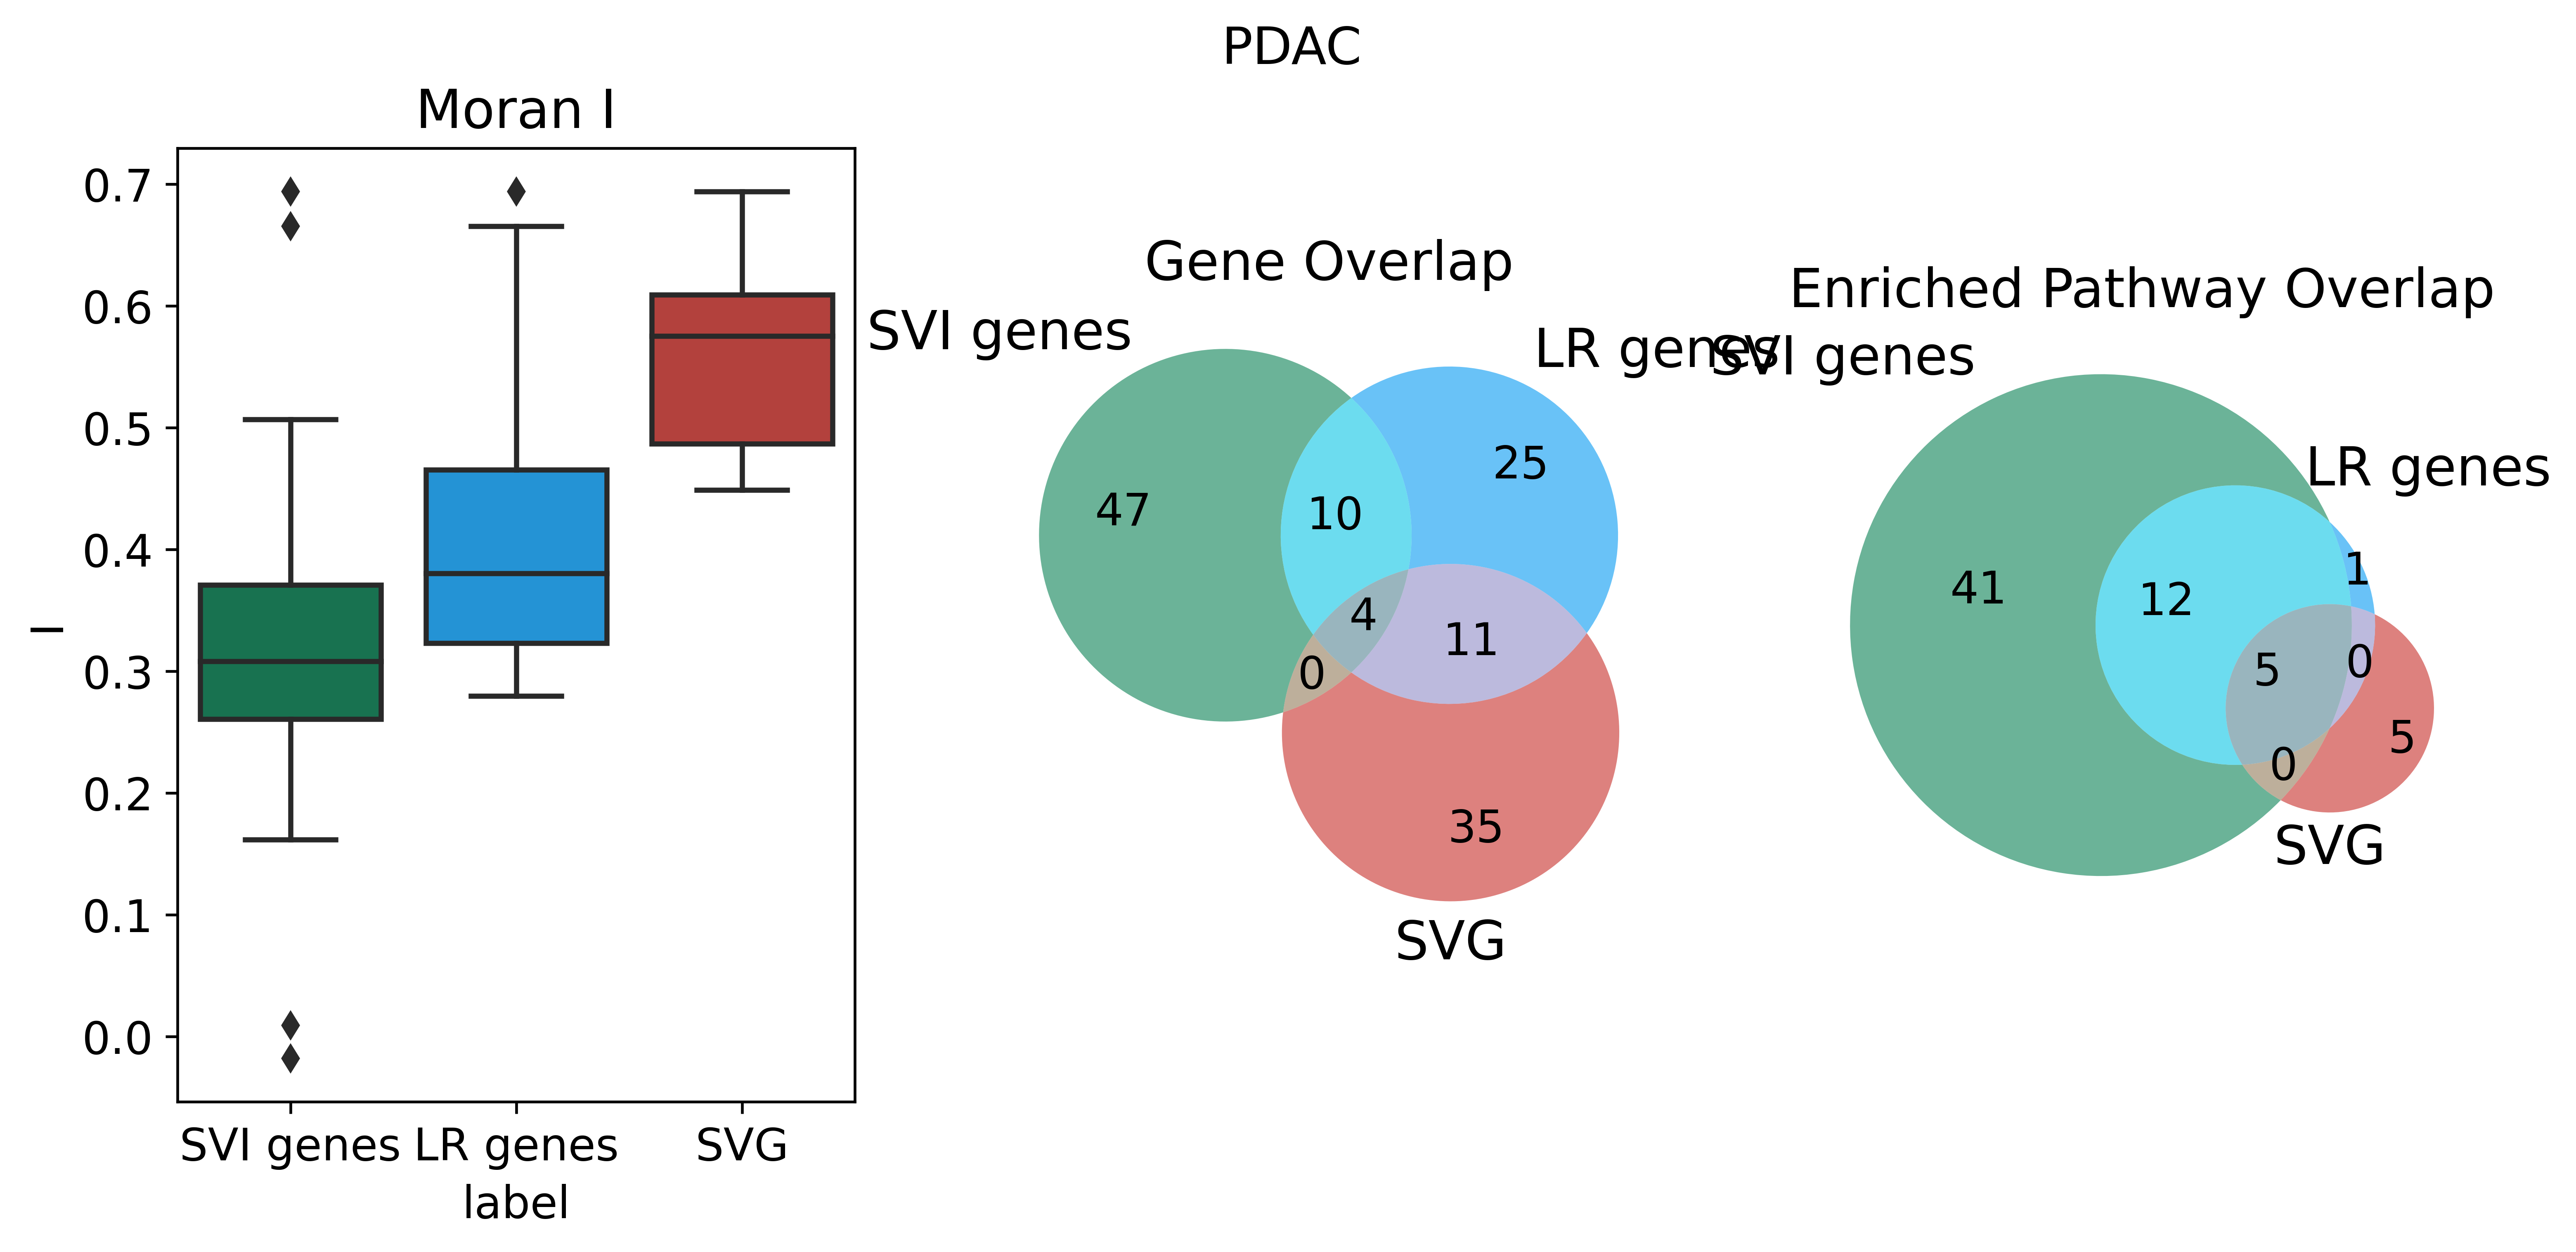 PDAC
Moran I
0.7
0.6
0.5
0.4
0.3
0.2
0.1
0.0
I
SVI genes LR genes SVG
label
Gene Overlap
SVI genes
LR genes
47
10
25
4
11
0
35
SVG
Enriched Pathway Overlap
SVI genes
LR genes
41
12
1
5
0
0
5
SVG